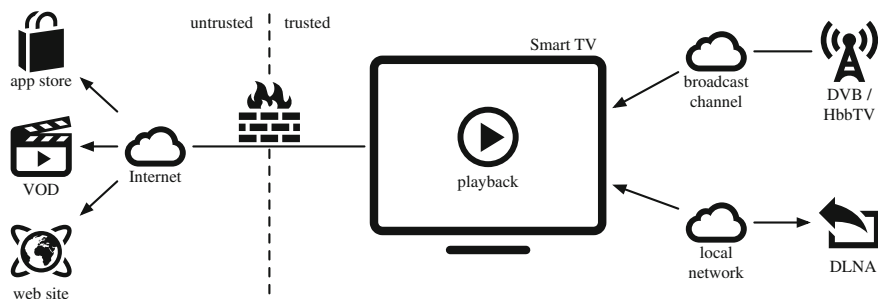 untrusted
trusted
app store
VOD
web site
Internet
Smart TV
playback
broadcast
channel
DVB /
HbbTV
local
network
DLNA